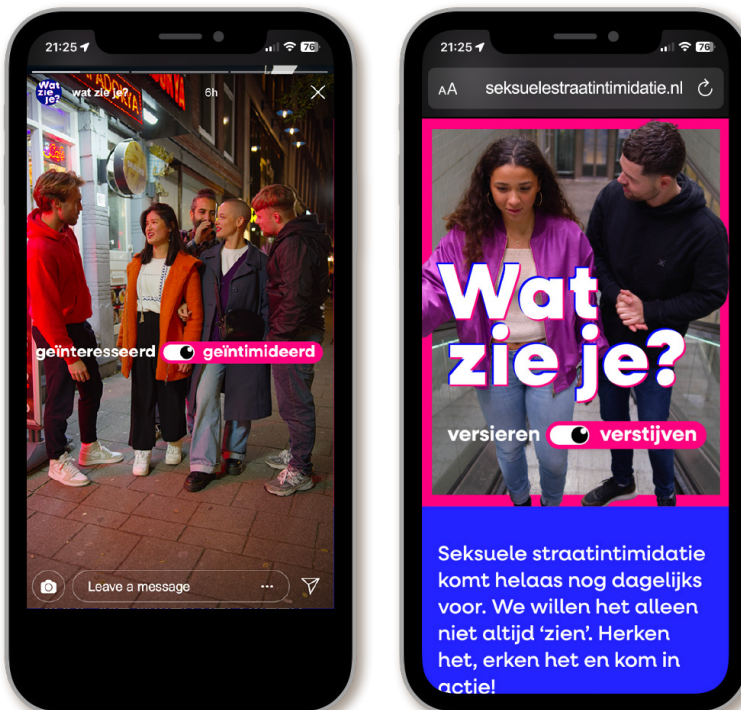 21:25
76
Wat
zie
je?
wat zie je?
6h
Café
geïnteresseerd
geïntimideerd
Leave a message
21:25
76
AA
seksuelestraatintimidatie.nl
Wat
zie je?
versieren
verstijven
Seksuele straatintimidatie
komt helaas nog dagelijks
voor. We willen het alleen
niet altijd ‘zien’. Herken
het, erken het en kom in
actie!